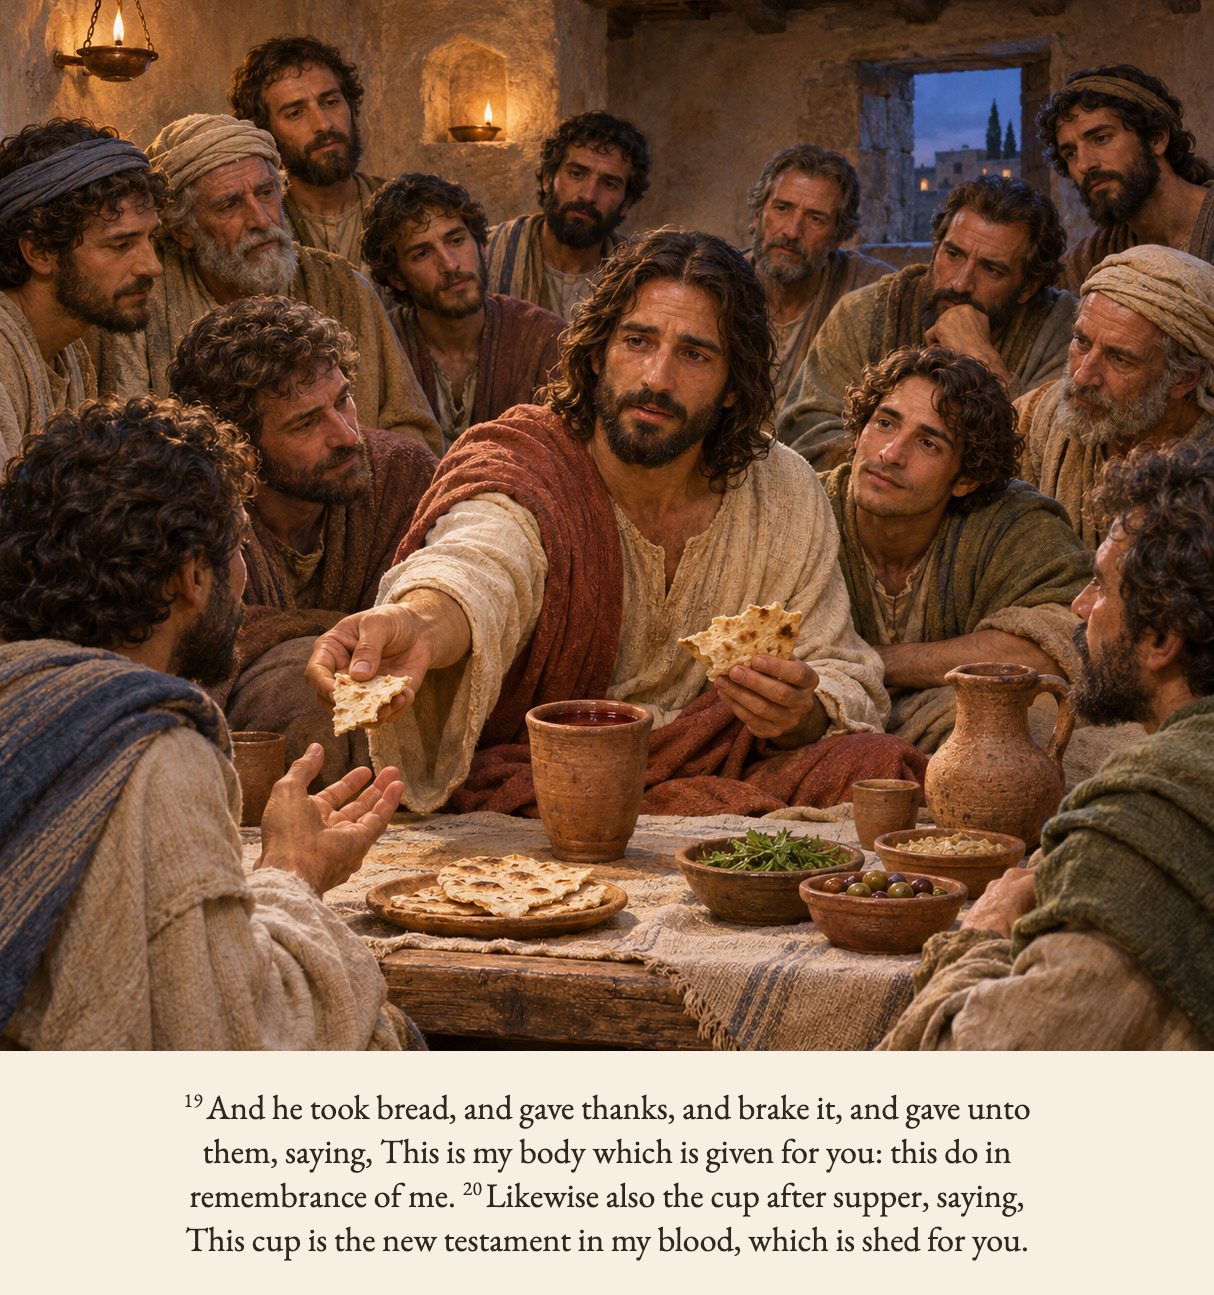 19 And he took bread, and gave thanks, and brake it, and gave unto
them, saying, This is my body which is given for you: this do in
remembrance of me. 20 Likewise also the cup after supper, saying,
This cup is the new testament in my blood, which is shed for you.